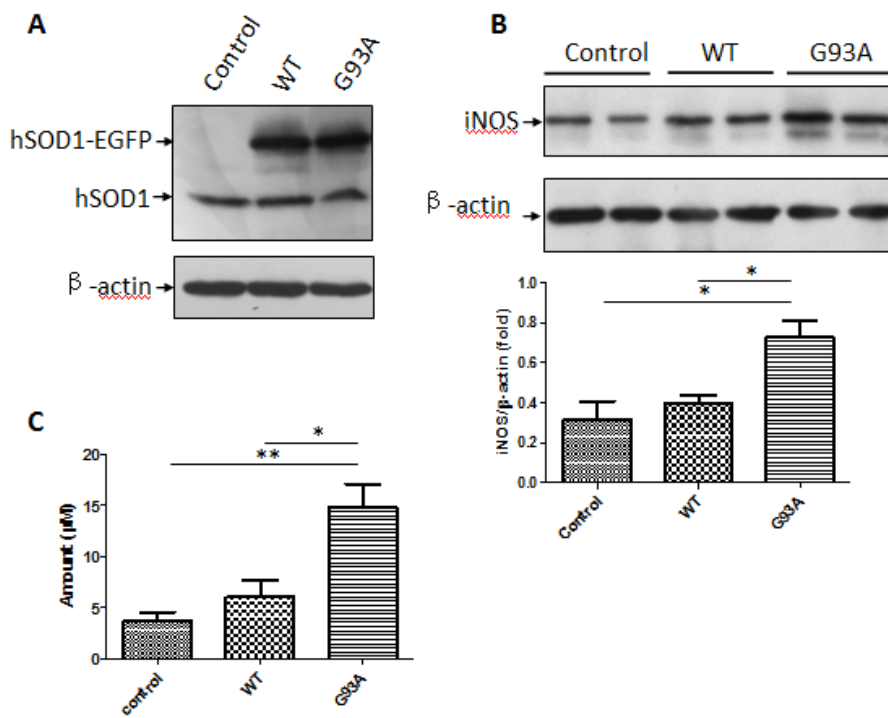 A
Control
WT
G93A
hSOD1-EGFP
hSOD1
β-actin
B
Control WT G93A
iNOS
β-actin
*
*
1.0
0.8
0.6
0.4
0.2
0.0
iNOS/β-actin (fold)
Control
WT
G93A
C
*
**
20
15
10
5
0
Amount (μM)
control
WT
G93A